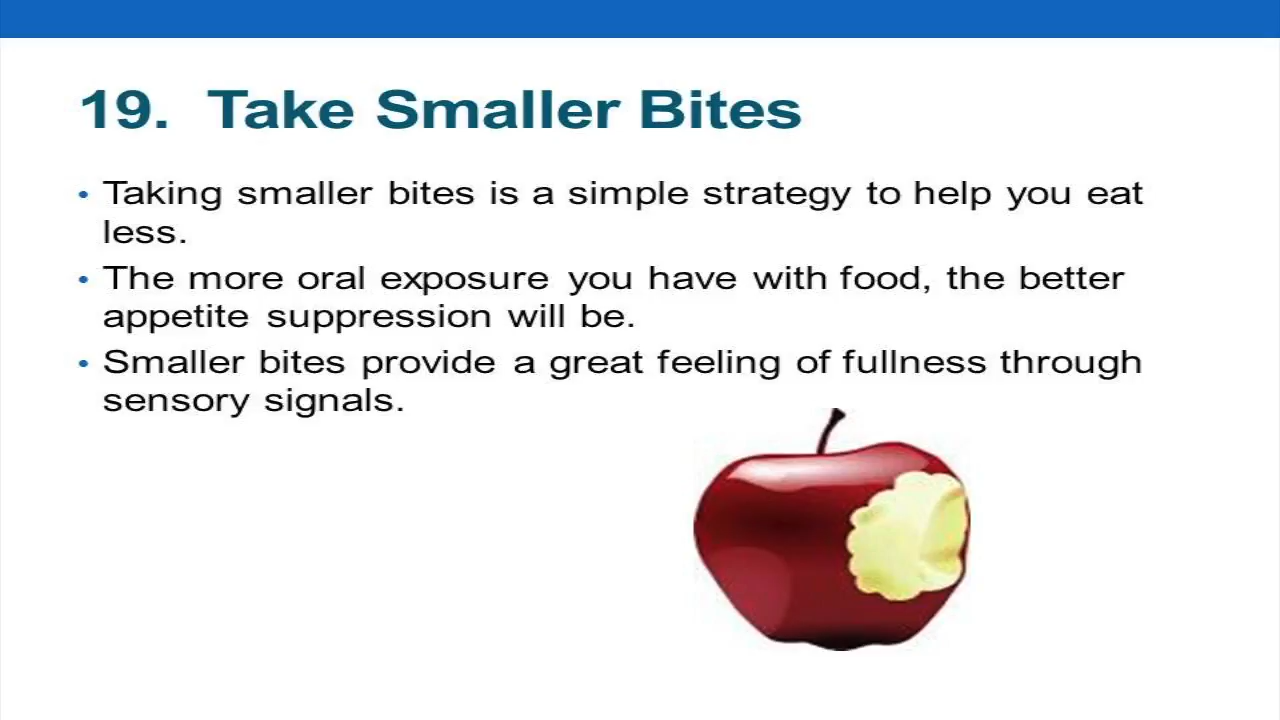 19. Take Smaller Bites
• Taking smaller bites is a simple strategy to help you eat
less.
• The more oral exposure you have with food, the better
appetite suppression will be.
• Smaller bites provide a great feeling of fullness through
sensory signals.